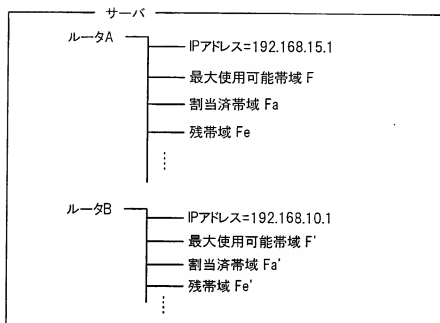 サーバ
ルータA
IPアドレス=192.168.15.1
最大使用可能帯域 F
割当済帯域 Fa
残帯域 Fe
ルータB
IPアドレス=192.168.10.1
最大使用可能帯域 F'
割当済帯域 Fa'
残帯域 Fe'